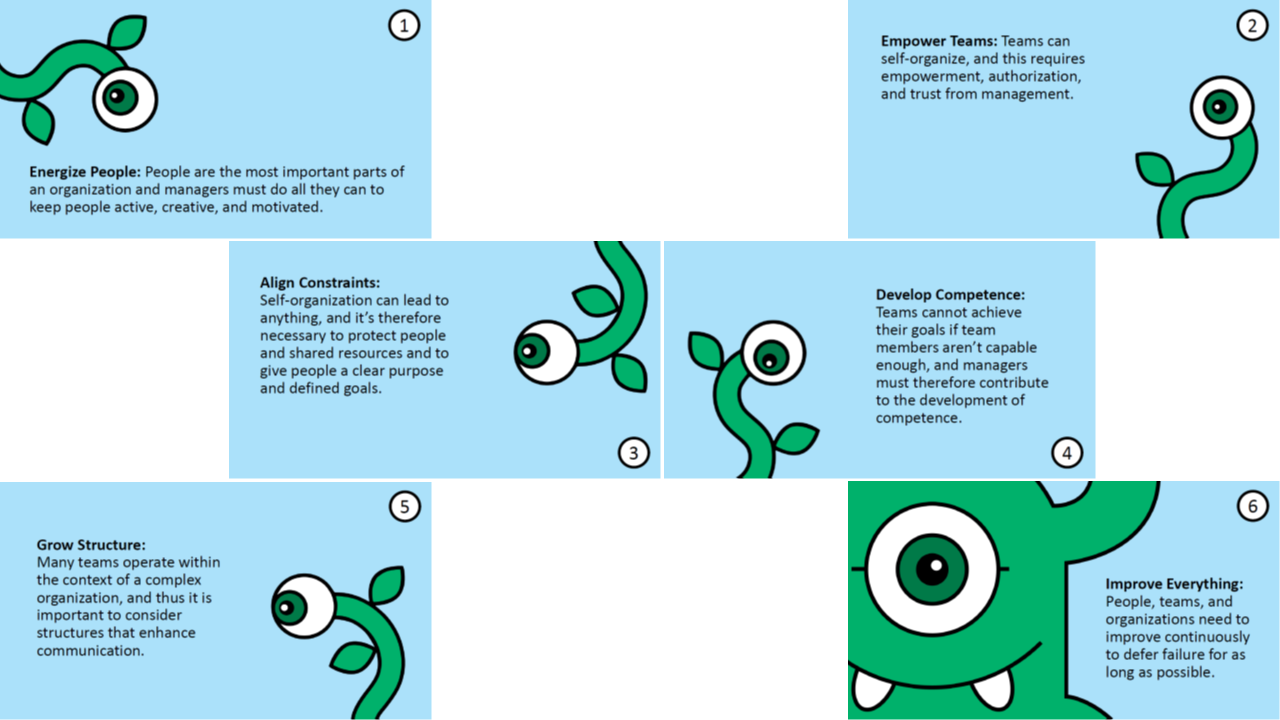 1
Energize People: People are the most important parts of
an organization and managers must do all they can to
keep people active, creative, and motivated.
2
Empower Teams: Teams can
self-organize, and this requires
empowerment, authorization,
and trust from management.
Align Constraints:
Self-organization can lead to
anything, and it’s therefore
necessary to protect people
and shared resources and to
give people a clear purpose
and defined goals.
3
Develop Competence:
Teams cannot achieve
their goals if team
members aren’t capable
enough, and managers
must therefore contribute
to the development of
competence.
4
5
Grow Structure:
Many teams operate within
the context of a complex
organization, and thus it is
important to consider
structures that enhance
communication.
6
Improve Everything:
People, teams, and
organizations need to
improve continuously
to defer failure for as
long as possible.